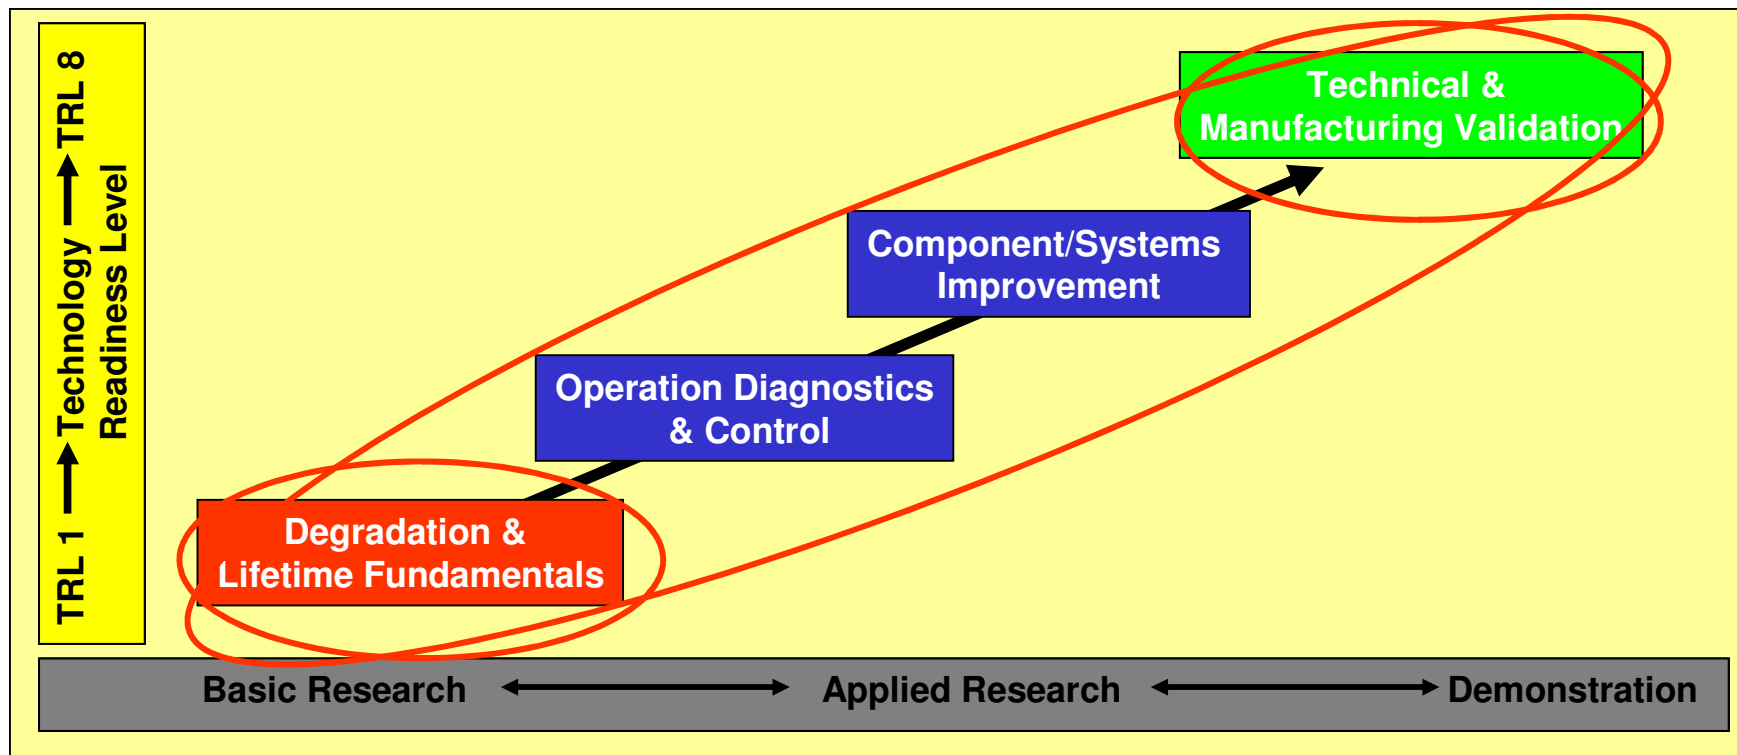 TRL 1 Technology TRL 8
Readiness Level
Technical &
Manufacturing Validation
Component/Systems
Improvement
Operation Diagnostics
& Control
Degradation &
Lifetime Fundamentals
Basic Research Applied Research Demonstration